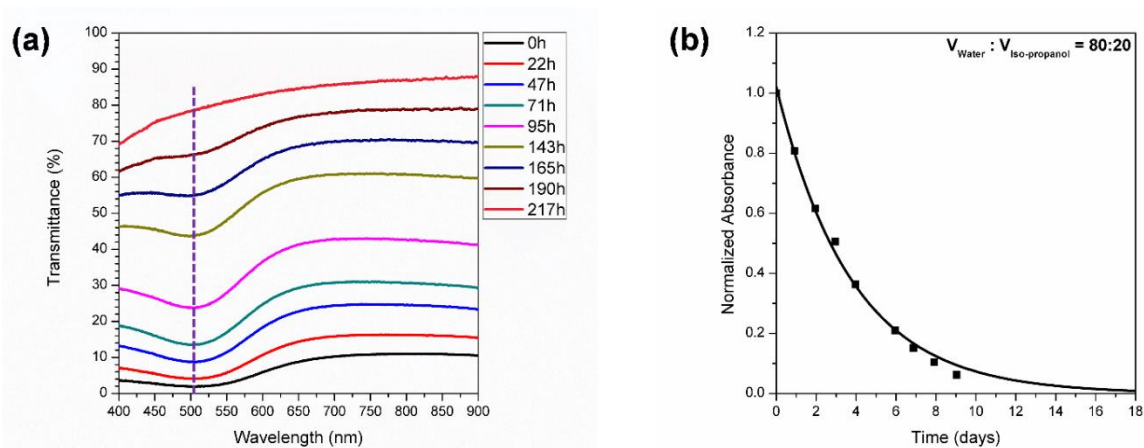 (a)
100
90
80
70
60
50
40
30
20
10
0
Transmittance (%)
400 450 500 550 600 650 700 750 800 850 900
Wavelength (nm)
0h
22h
47h
71h
95h
143h
165h
190h
217h
(b)
V_Water : V_Iso-propanol = 80:20
1.2
1.0
0.8
0.6
0.4
0.2
0.0
Normalized Absorbance
0 2 4 6 8 10 12 14 16 18
Time (days)